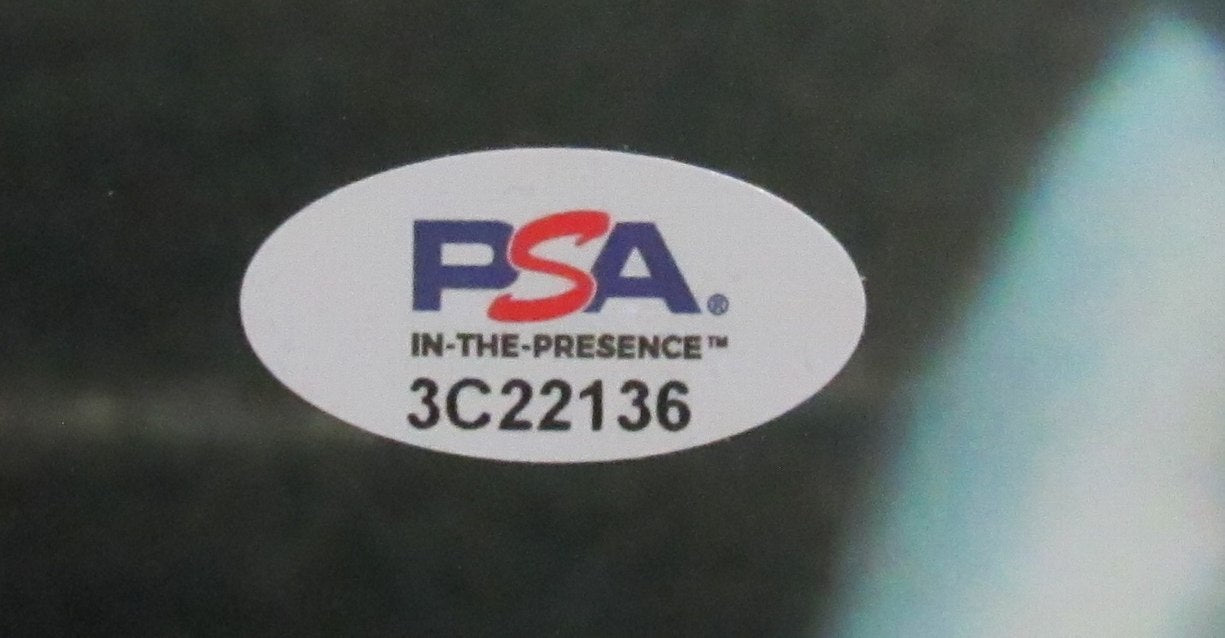 PSA®
IN-THE-PRESENCE™
3C22136